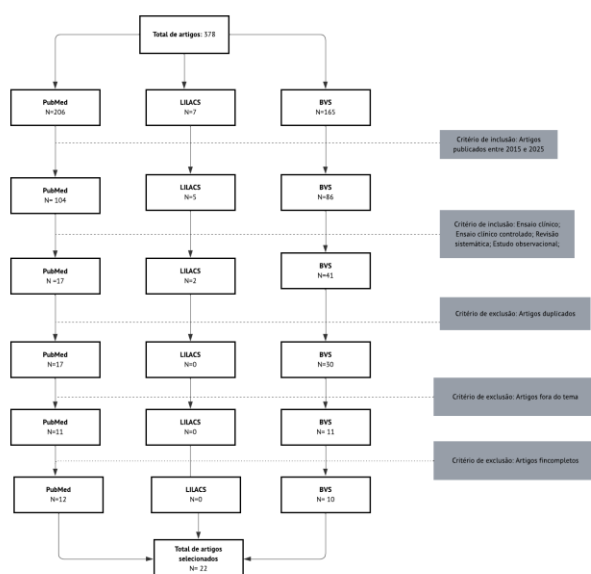 Total de artigos: 378
PubMed
N=206
LILACS
N=7
BVS
N=165
Critério de inclusão: Artigos
publicados entre 2015 e 2025
PubMed
N= 104
LILACS
N=5
BVS
N=86
Critério de inclusão: Ensaio clínico;
Ensaio clínico controlado; Revisão
sistemática; Estudo observacional;
PubMed
N =17
LILACS
N=2
BVS
N=41
Critério de exclusão: Artigos duplicados
PubMed
N=17
LILACS
N=0
BVS
N=30
Critério de exclusão: Artigos fora do tema
PubMed
N=11
LILACS
N=0
BVS
N= 11
Critério de exclusão: Artigos fincompletos
PubMed
N=12
LILACS
N=0
BVS
N= 10
Total de artigos
selecionados
N= 22